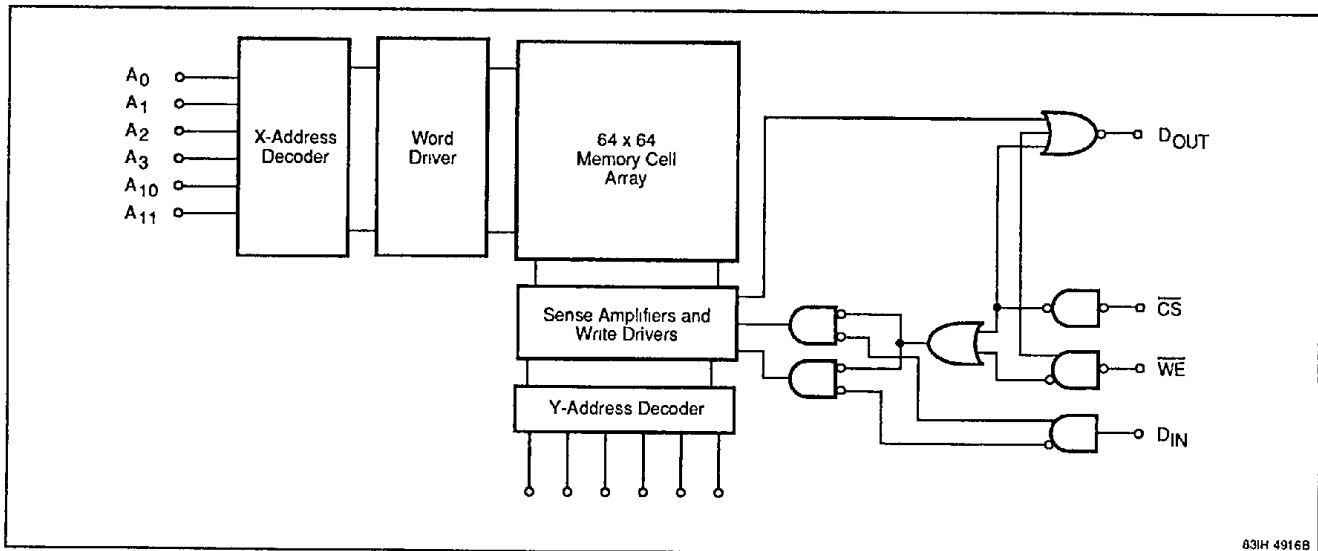 A0
A1
A2
A3
A10
A11
X-Address
Decoder
Word
Driver
64 x 64
Memory Cell
Array
DOUT
Sense Amplifiers and
Write Drivers
CS
WE
Y-Address Decoder
DIN
83IH 4916B